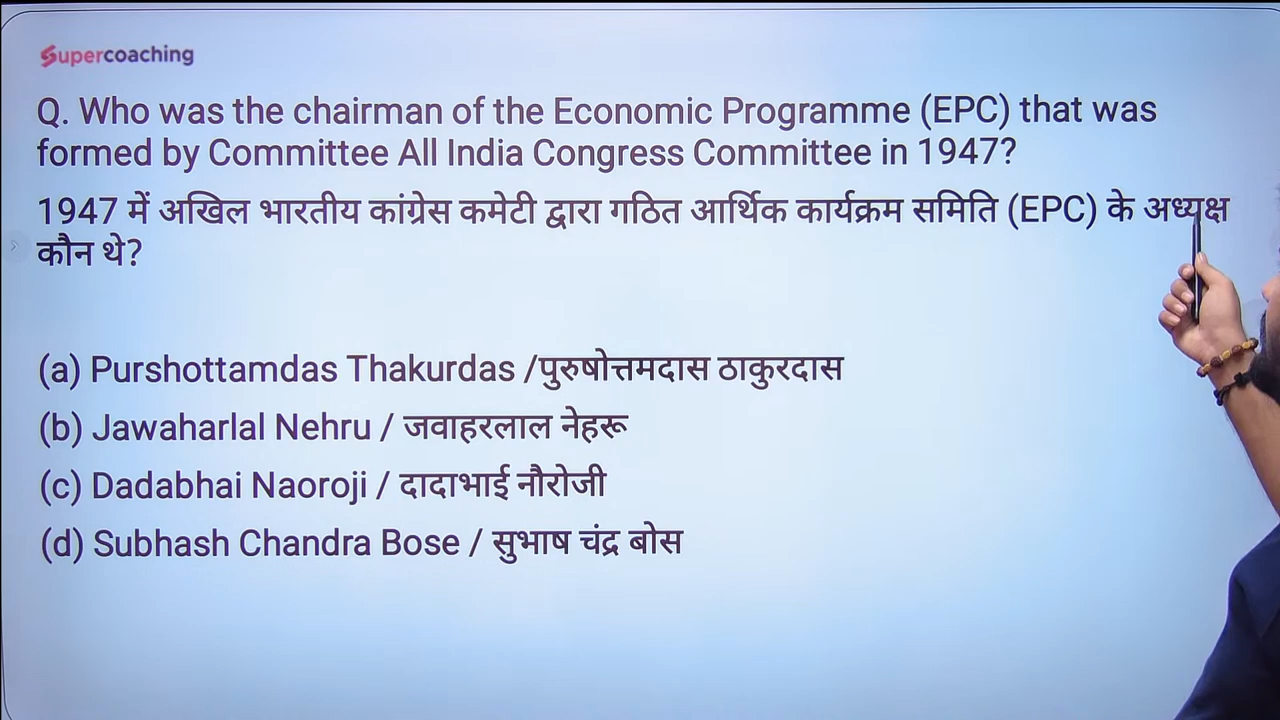 Supercoaching
Q. Who was the chairman of the Economic Programme (EPC) that was
formed by Committee All India Congress Committee in 1947?
1947 में अखिल भारतीय कांग्रेस कमेटी द्वारा गठित आर्थिक कार्यक्रम समिति (EPC) के अध्यक्ष
कौन थे?
(a) Purshottamdas Thakurdas /पुरुषोत्तमदास ठाकुरदास
(b) Jawaharlal Nehru / जवाहरलाल नेहरू
(c) Dadabhai Naoroji / दादाभाई नौरोजी
(d) Subhash Chandra Bose / सुभाष चंद्र बोस